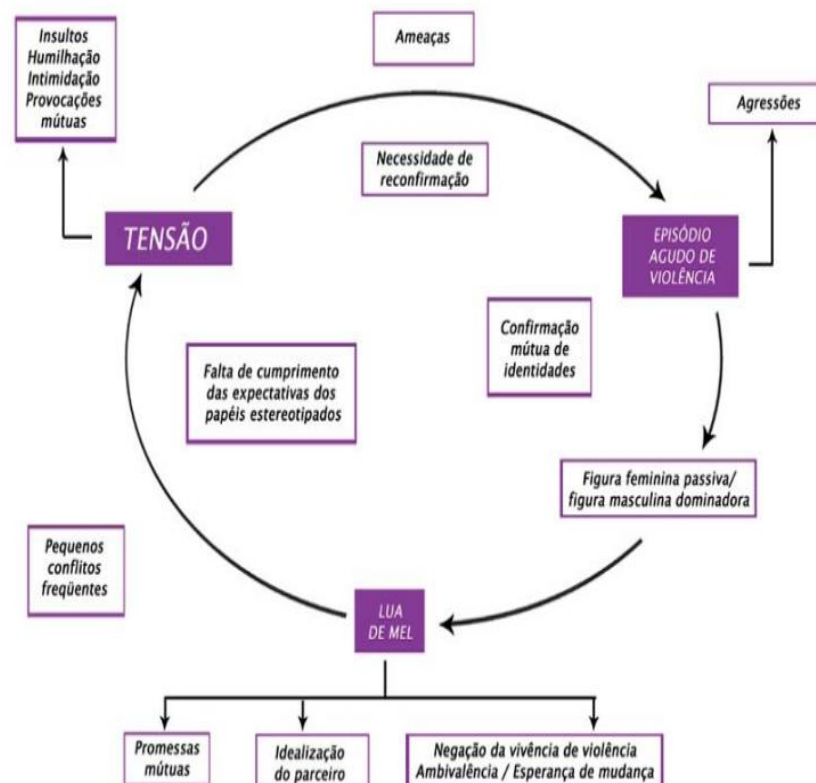 Insultos
Humilhação
Intimidação
Provocações
mútuas
Ameaças
Agressões
Necessidade de
reconfirmação
TENSÃO
EPISÓDIO
AGUDO DE
VIOLÊNCIA
Confirmação
mútua de
identidades
Falta de cumprimento
das expectativas dos
papéis estereotipados
Figura feminina passiva/
figura masculina dominadora
Pequenos
conflitos
freqüentes
LUA
DE MEL
Promessas
mútuas
Idealização
do parceiro
Negação da vivência de violência
Ambivalência / Esperança de mudança